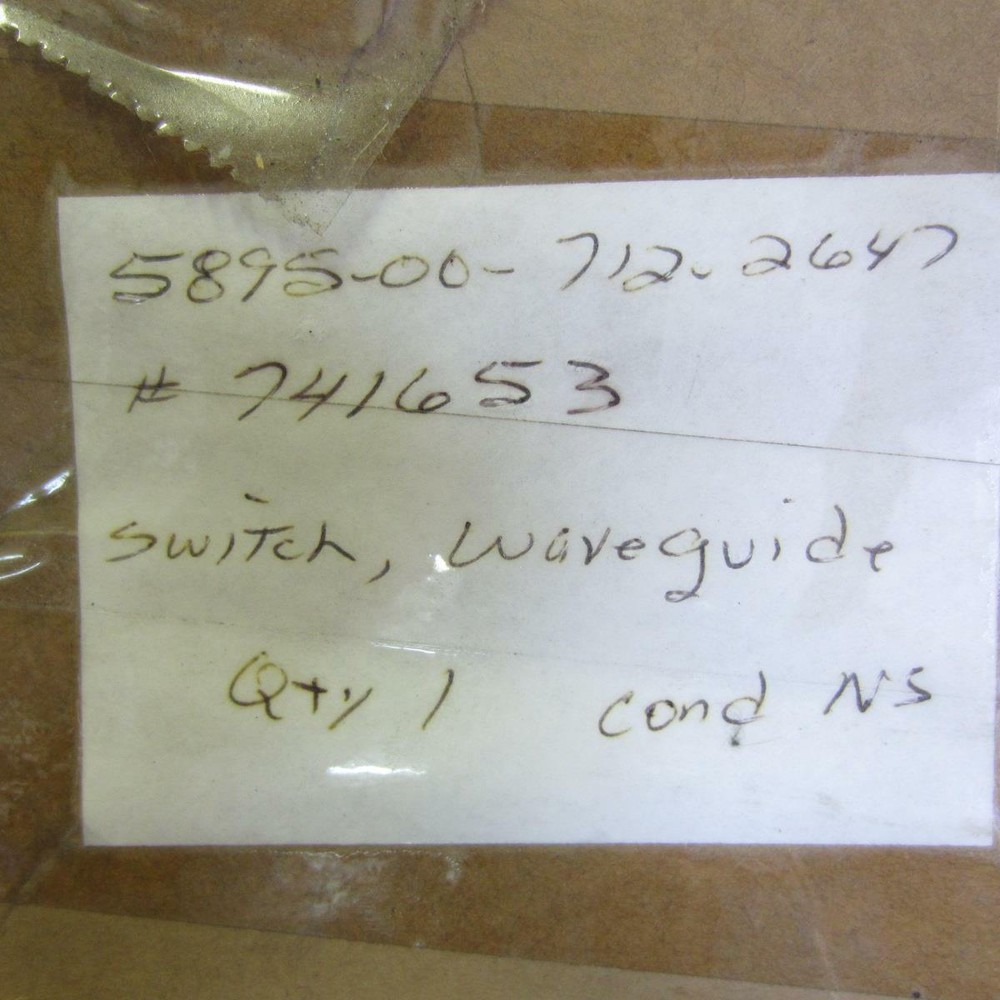 5895-00-712-2647
# 741653
Switch, Waveguide
Qty 1 Cond NS